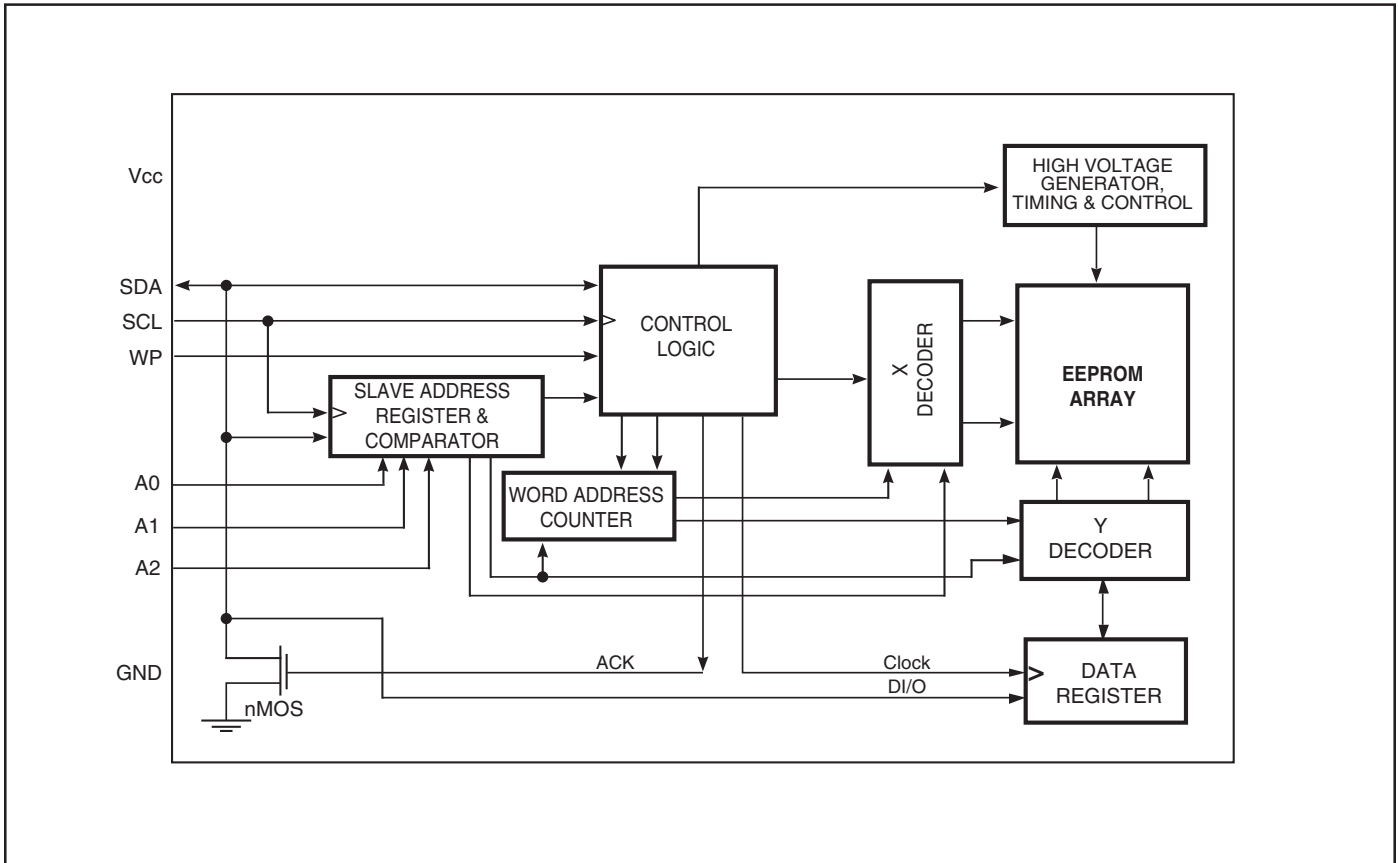 Vcc
HIGH VOLTAGE
GENERATOR,
TIMING & CONTROL
SDA
SCL
WP
CONTROL
LOGIC
X
DECODER
EEPROM
ARRAY
SLAVE ADDRESS
REGISTER &
COMPARATOR
A0
A1
A2
WORD ADDRESS
COUNTER
Y
DECODER
GND
nMOS
ACK
Clock
DI/O
DATA
REGISTER